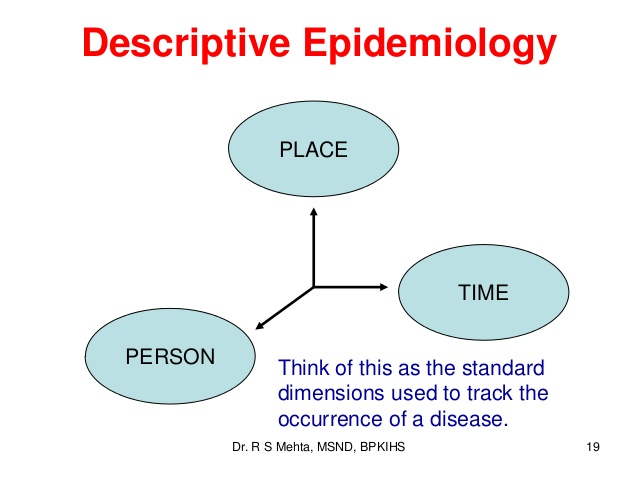 Descriptive Epidemiology
PLACE
TIME
PERSON
Think of this as the standard
dimensions used to track the
occurrence of a disease.
Dr. R S Mehta, MSND, BPKIHS
19